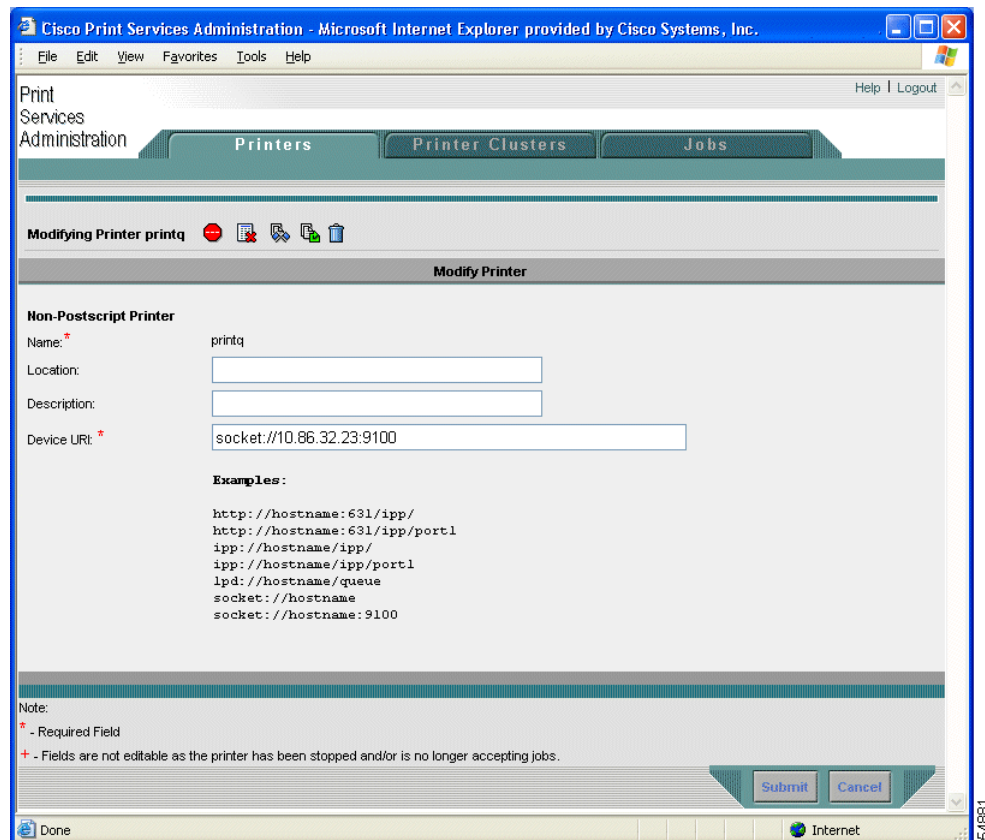 Cisco Print Services Administration - Microsoft Internet Explorer provided by Cisco Systems, Inc.
File Edit View Favorites Tools Help
Help | Logout
Print
Services
Administration
Printers Printer Clusters Jobs
Modifying Printer printq
Modify Printer
Non-Postscript Printer
Name:* printq
Location:
Description:
Device URI: * socket://10.86.32.23:9100
Examples:
http://hostname:631/ipp/
http://hostname:631/ipp/port1
ipp://hostname/ipp/
ipp://hostname/ipp/port1
lpd://hostname/queue
socket://hostname
socket://hostname:9100
Note:
* - Required Field
+ - Fields are not editable as the printer has been stopped and/or is no longer accepting jobs.
Submit Cancel
Done Internet